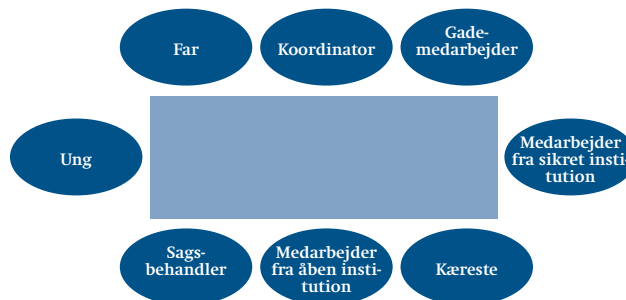 Far
Koordinator
Gade-
medarbejder
Ung
Medarbejder
fra sikret insti-
tution
Sags-
behandler
Medarbejder
fra åben insti-
tution
Kæreste